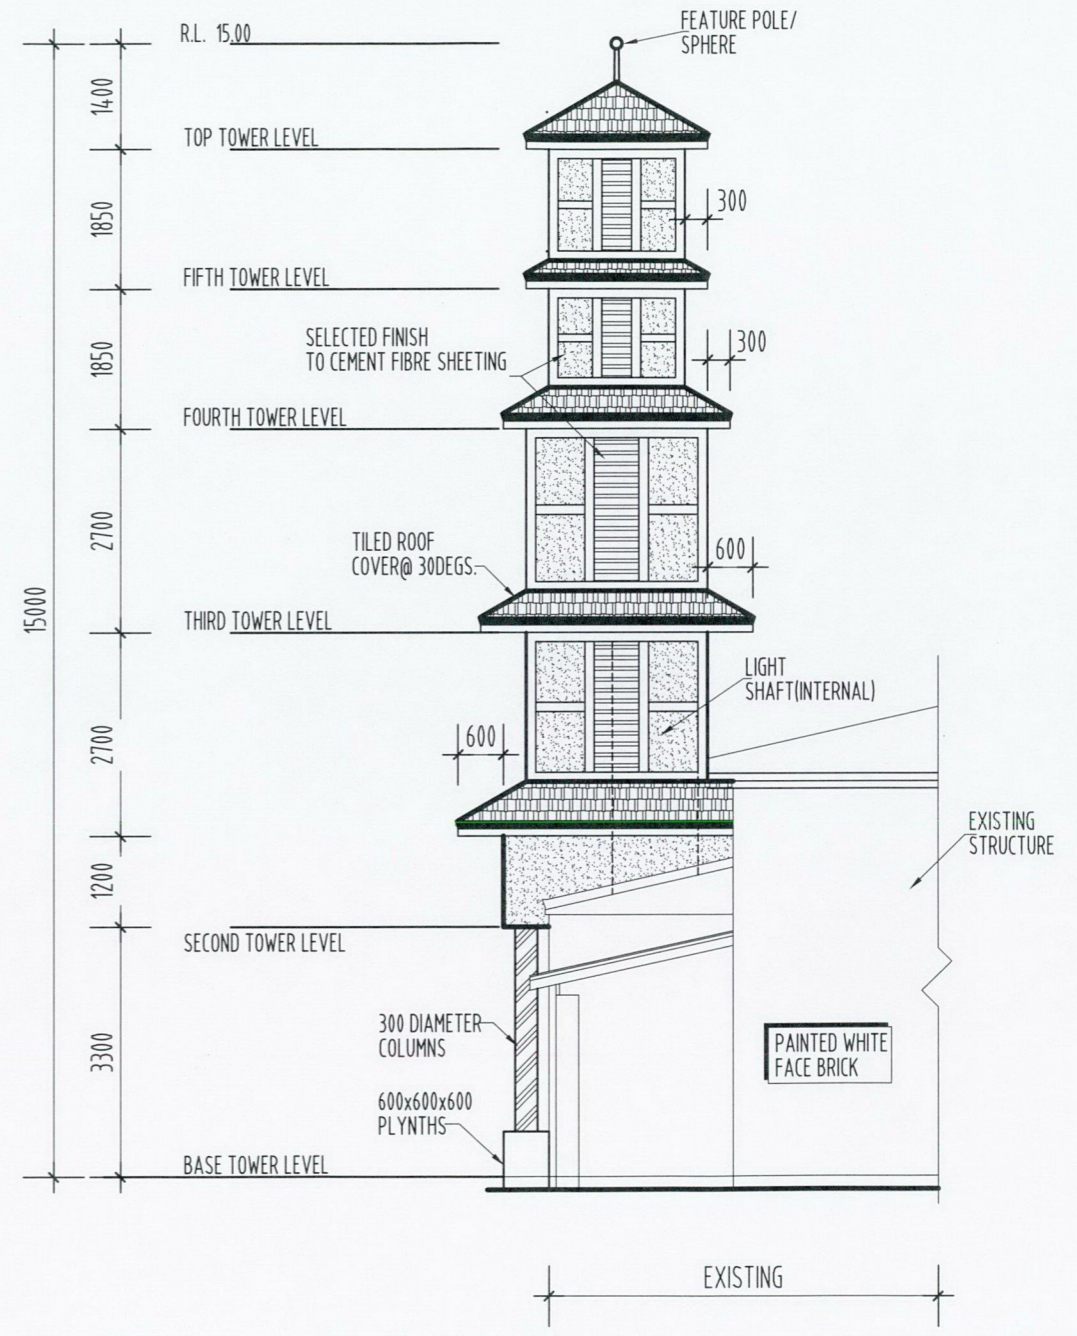 FEATURE POLE/
SPHERE
R.L. 15.00
1400
TOP TOWER LEVEL
300
1850
FIFTH TOWER LEVEL
SELECTED FINISH
TO CEMENT FIBRE SHEETING
300
1850
FOURTH TOWER LEVEL
2700
TILED ROOF
COVER@ 30DEGS.
600
15000
THIRD TOWER LEVEL
LIGHT
SHAFT(INTERNAL)
2700
600
EXISTING
STRUCTURE
1200
SECOND TOWER LEVEL
300 DIAMETER
COLUMNS
3300
PAINTED WHITE
FACE BRICK
600x600x600
PLYNTHS
BASE TOWER LEVEL
EXISTING